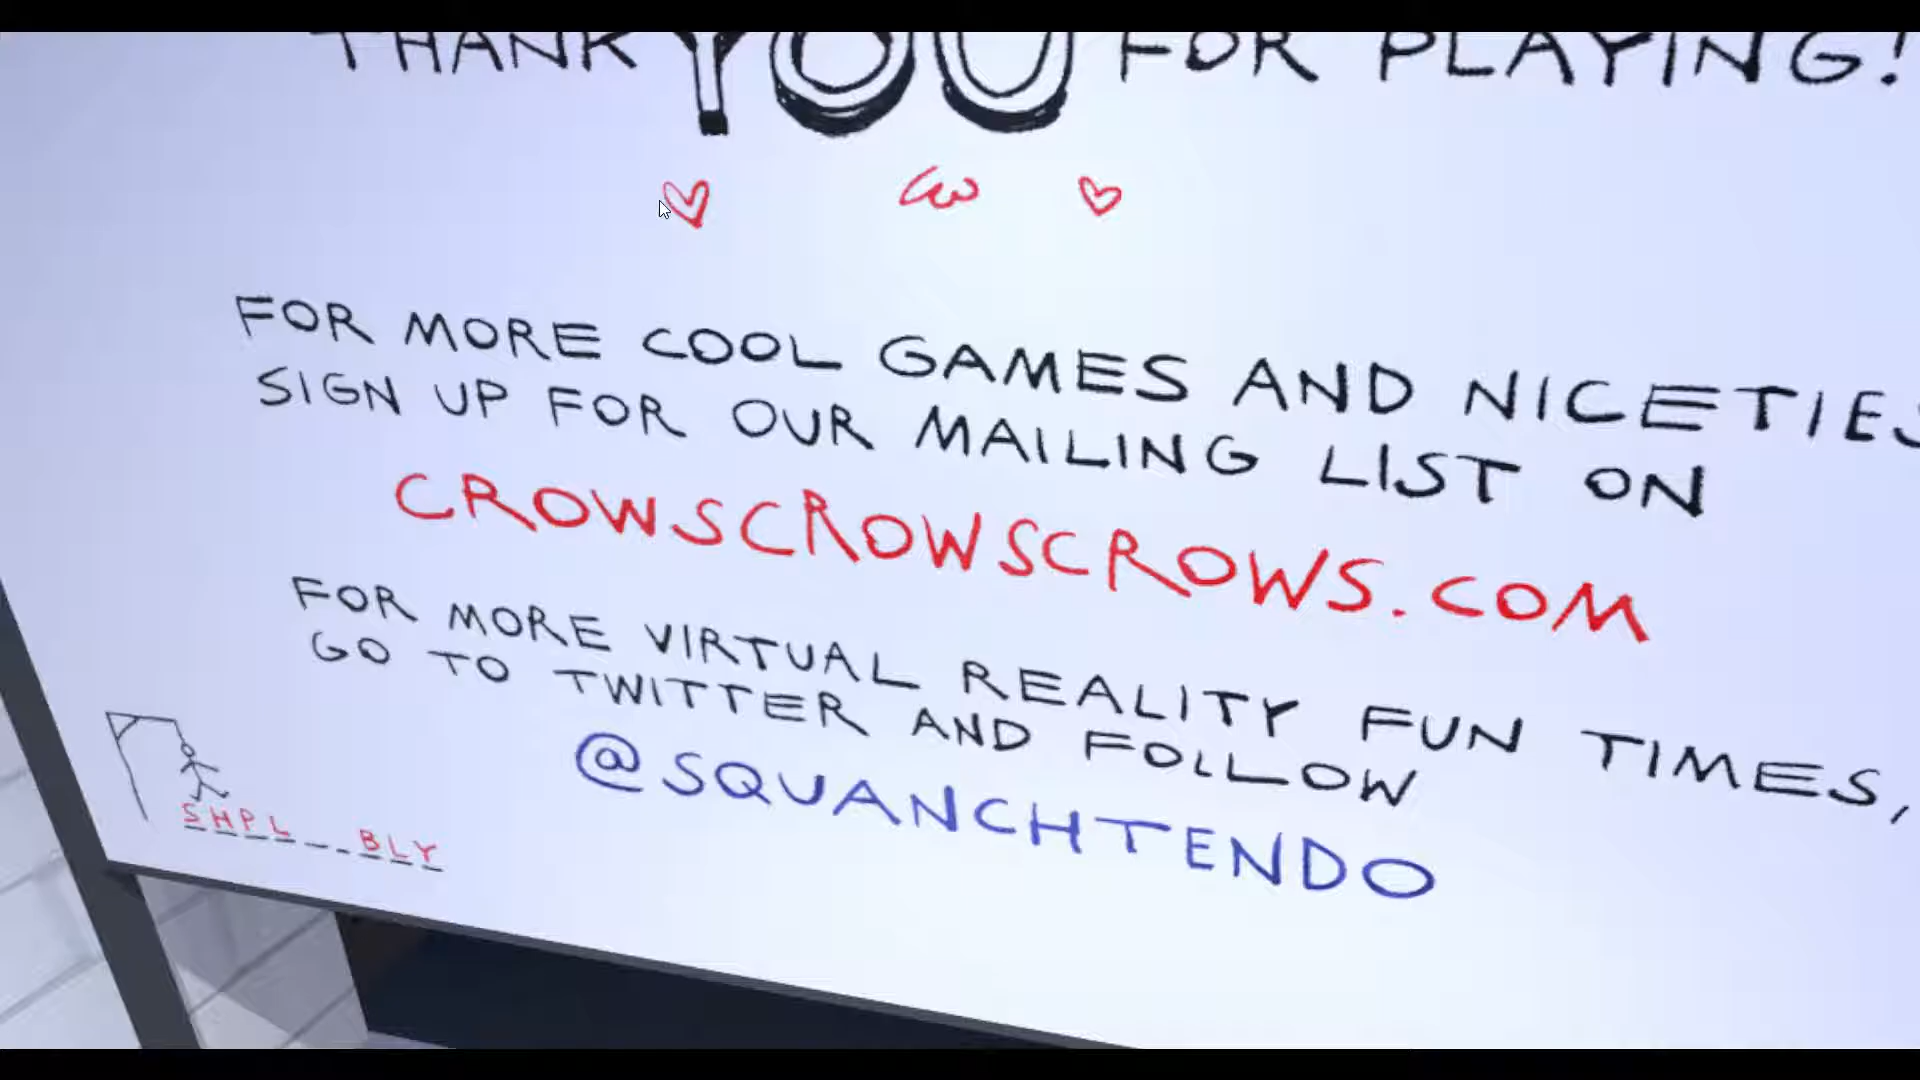 THANK YOU FOR PLAYING!
FOR MORE COOL GAMES AND NICETIES
SIGN UP FOR OUR MAILING LIST ON
CROWSCROWSCROWS.COM
FOR MORE VIRTUAL REALITY FUN TIMES,
GO TO TWITTER AND FOLLOW
@SQUANCHTENDO
SHPL__BLY